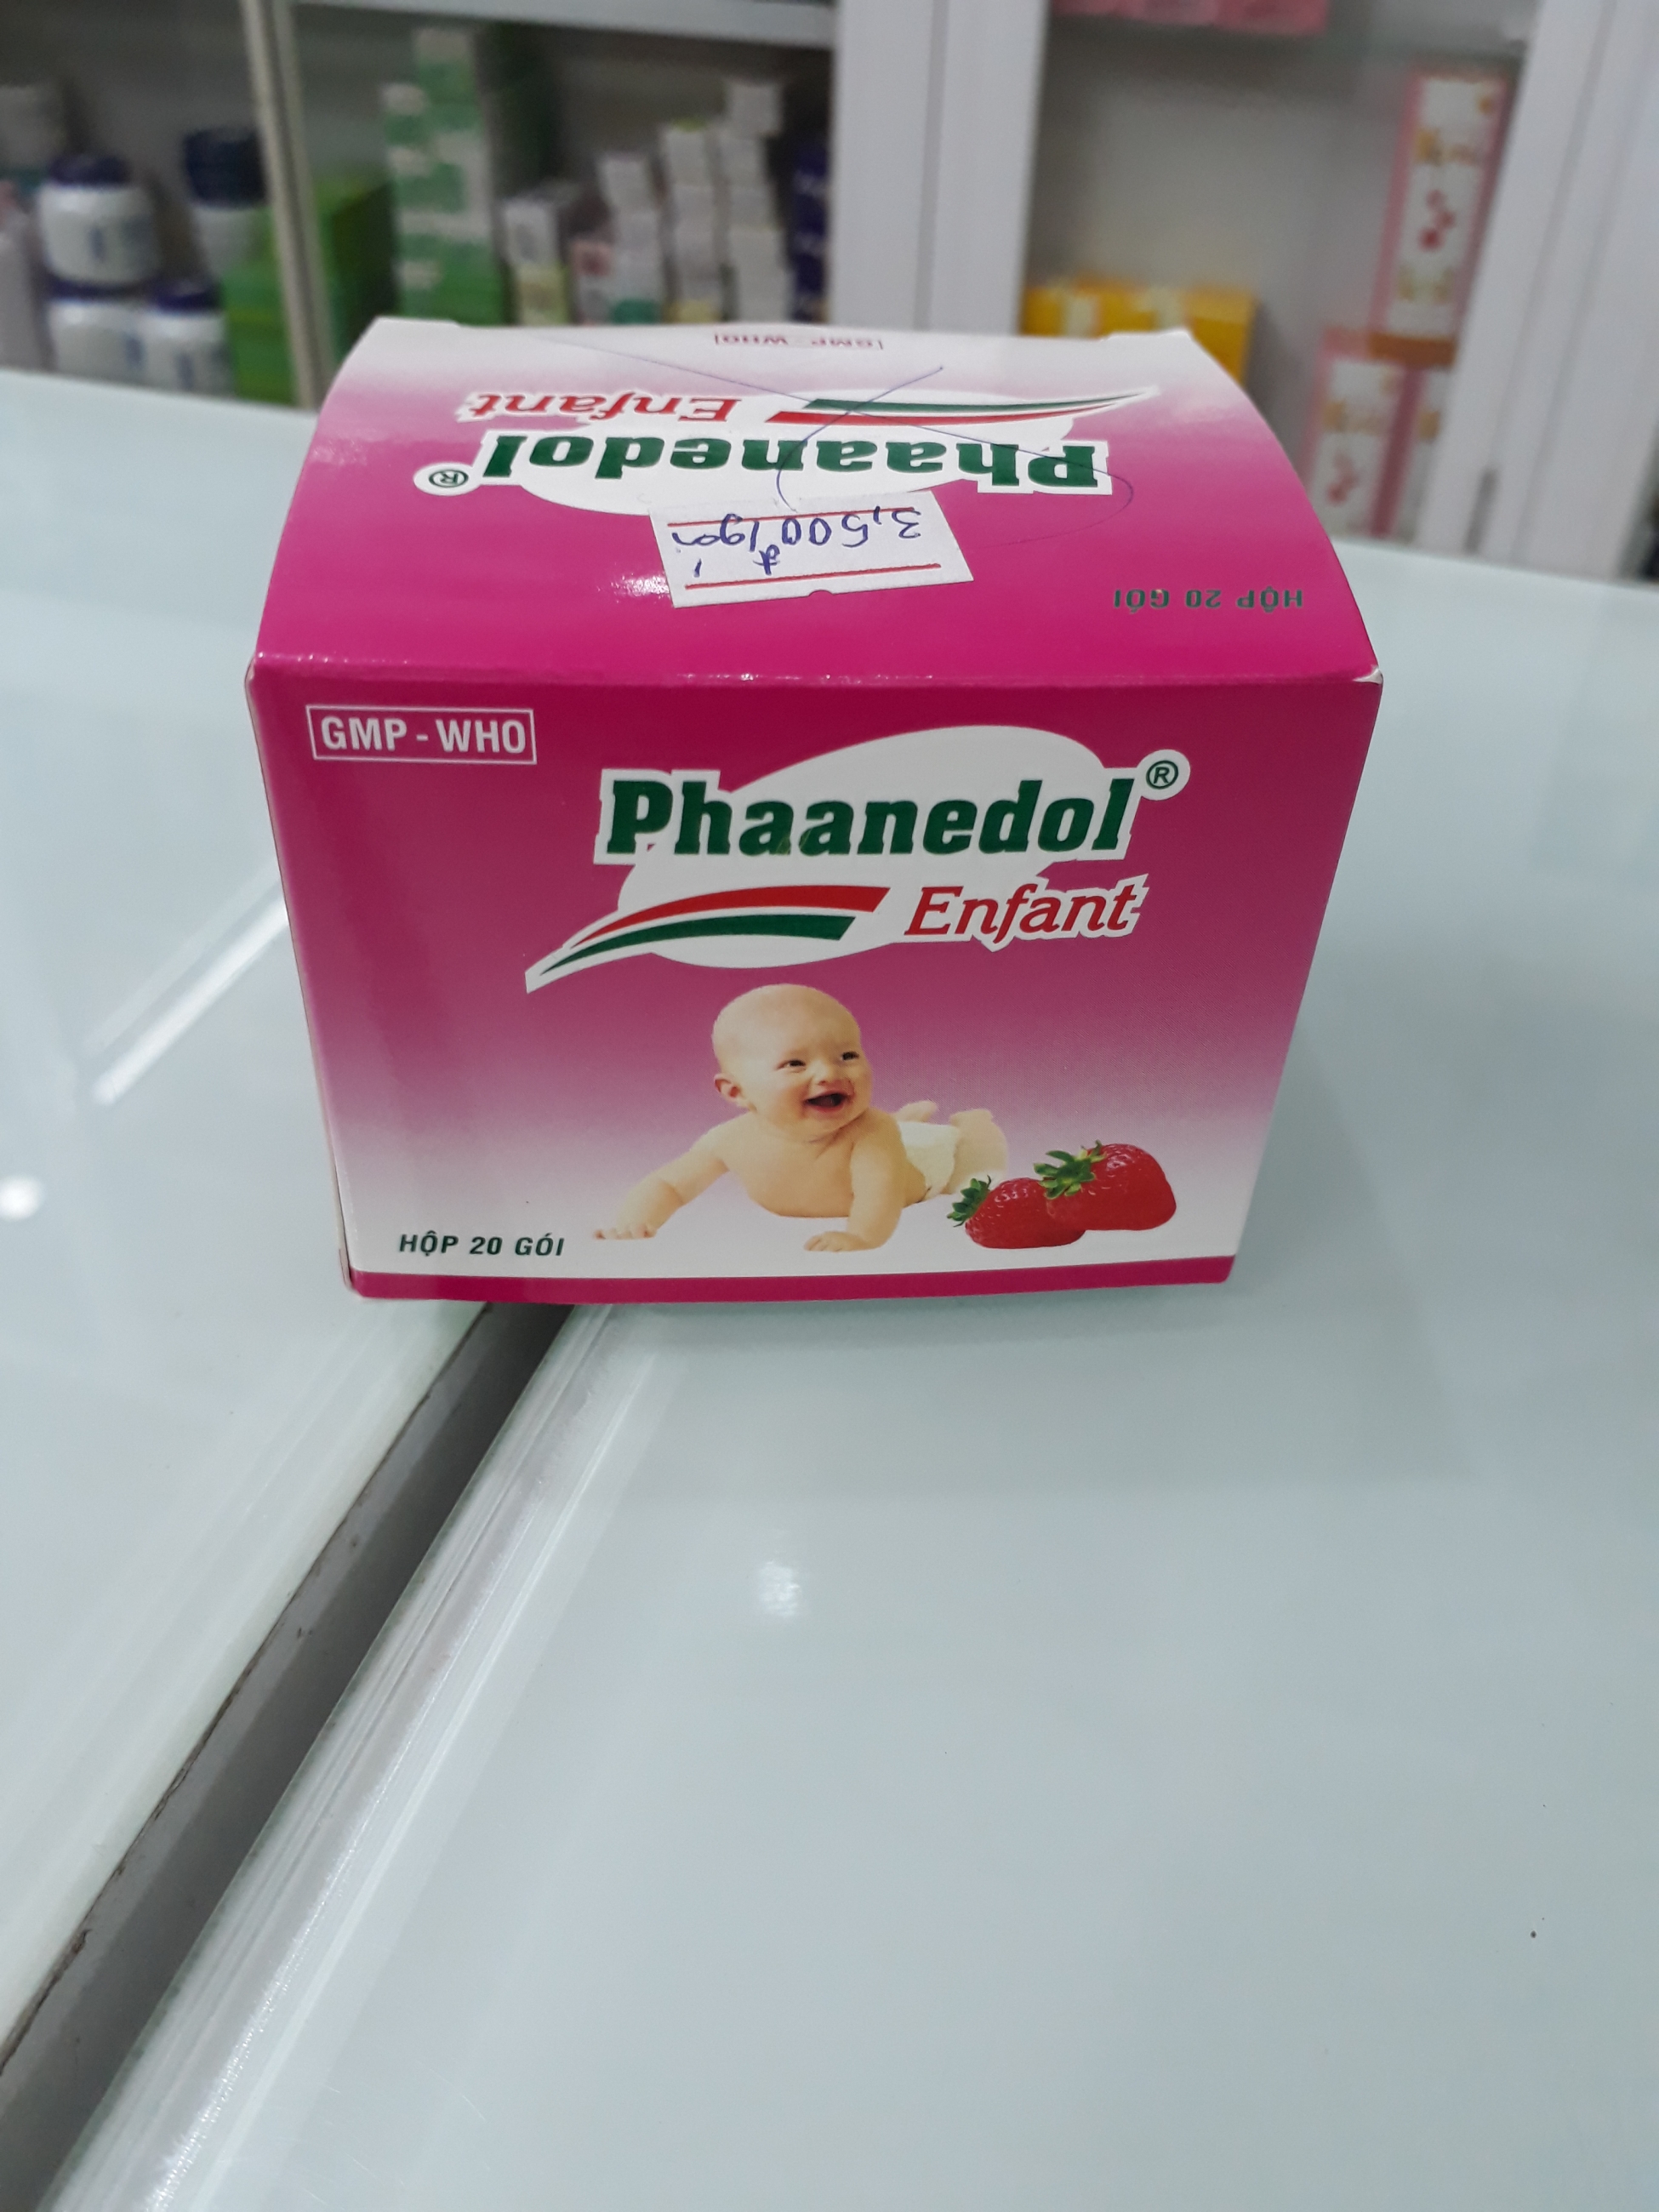 GMP - WHO
Phaanedol®
Enfant
3,500đ/gói
HỘP 20 GÓI
GMP - WHO
Phaanedol®
Enfant
HỘP 20 GÓI